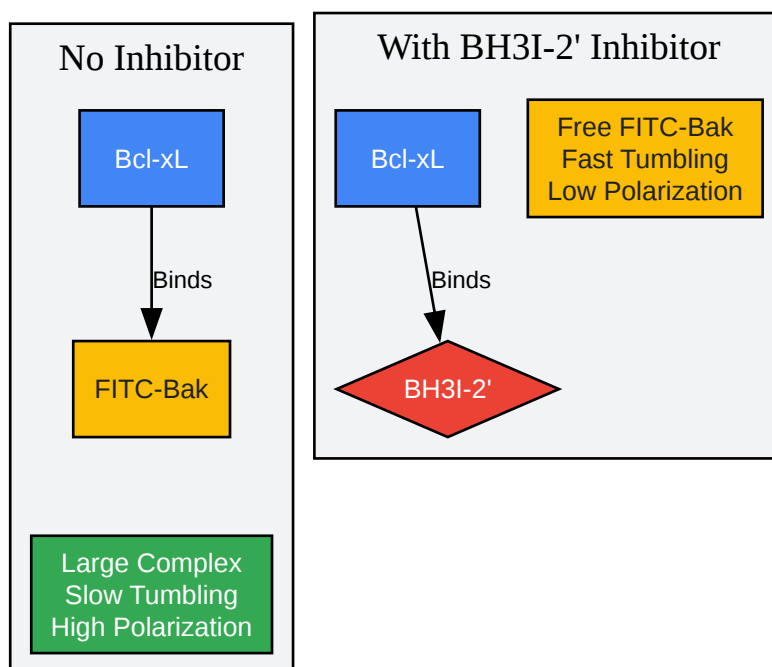 No Inhibitor
Bcl-xL
Binds
FITC-Bak
Large Complex
Slow Tumbling
High Polarization
With BH3I-2' Inhibitor
Bcl-xL
Free FITC-Bak
Fast Tumbling
Low Polarization
Binds
BH3I-2'